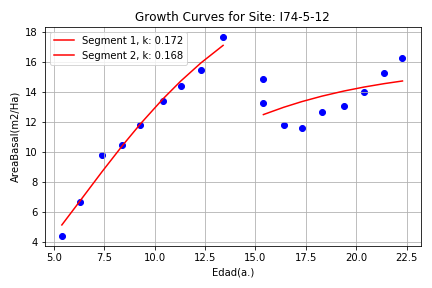 Growth Curves for Site: I74-5-12
Segment 1, k: 0.172
Segment 2, k: 0.168
AreaBasal(m2/Ha)
18
16
14
12
10
8
6
4
5.0 7.5 10.0 12.5 15.0 17.5 20.0 22.5
Edad(a.)